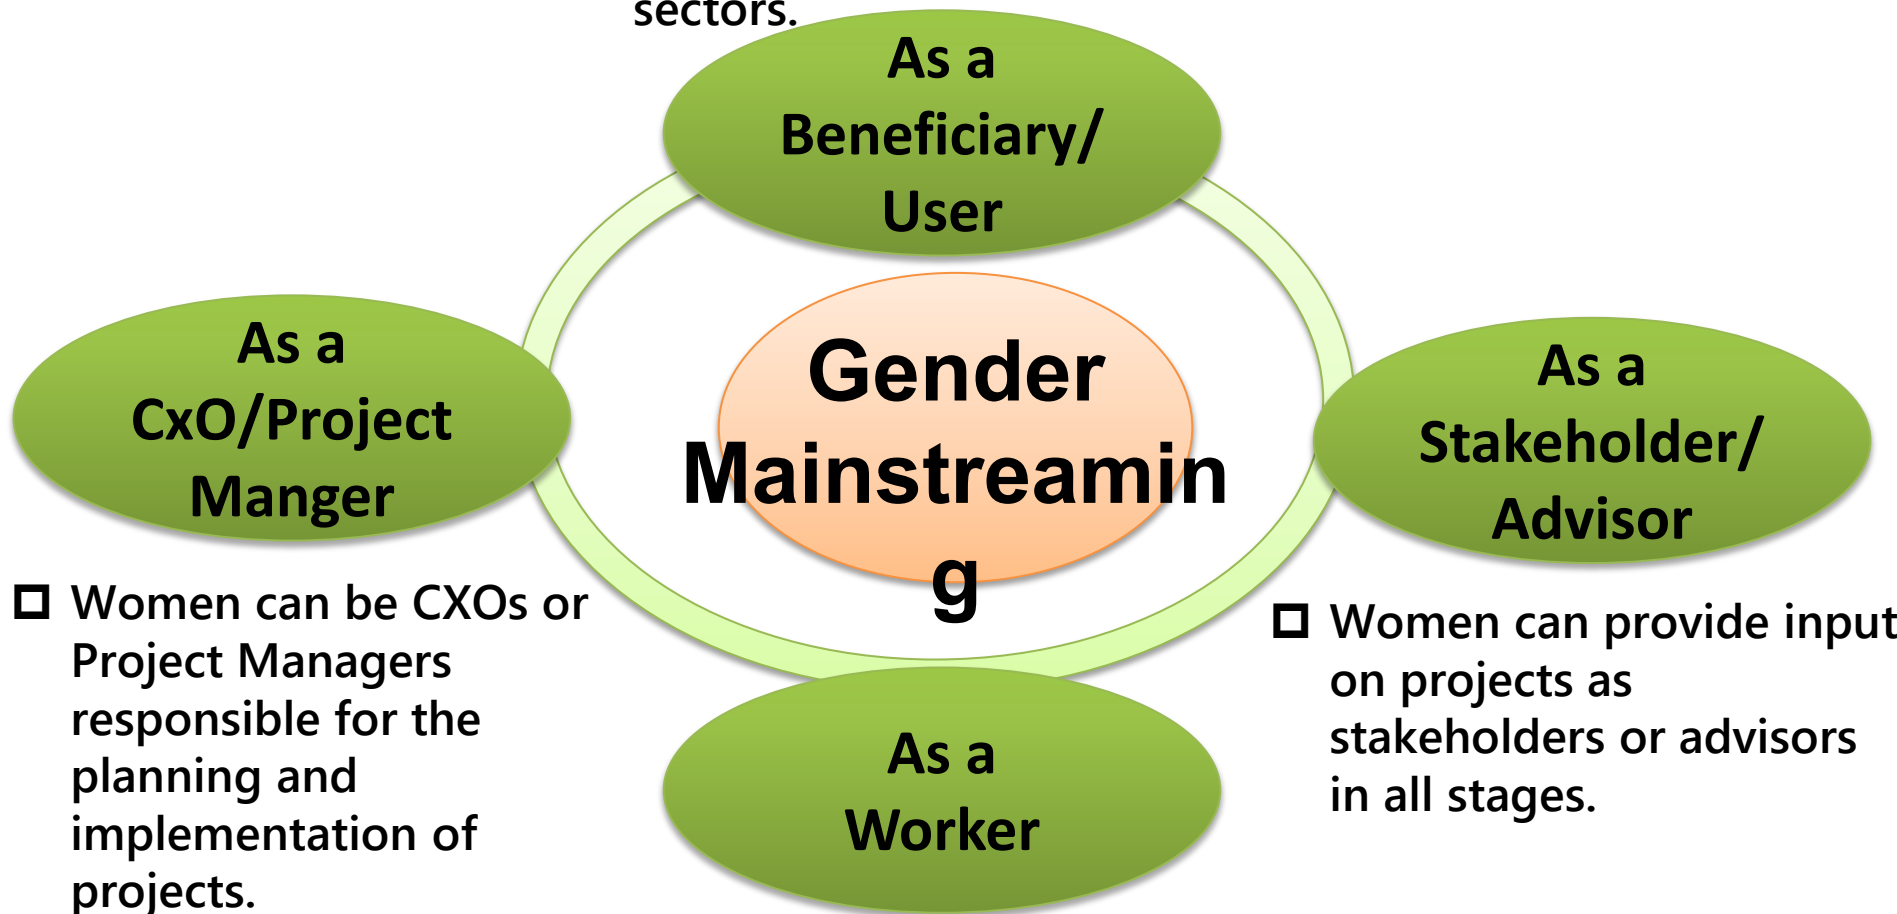 sectors.
As a
Beneficiary/
User
As a
CxO/Project
Manger
Gender
Mainstreamin
g
As a
Stakeholder/
Advisor
Women can be CXOs or
Project Managers
responsible for the
planning and
implementation of
projects.
Women can provide input
on projects as
stakeholders or advisors
in all stages.
As a
Worker